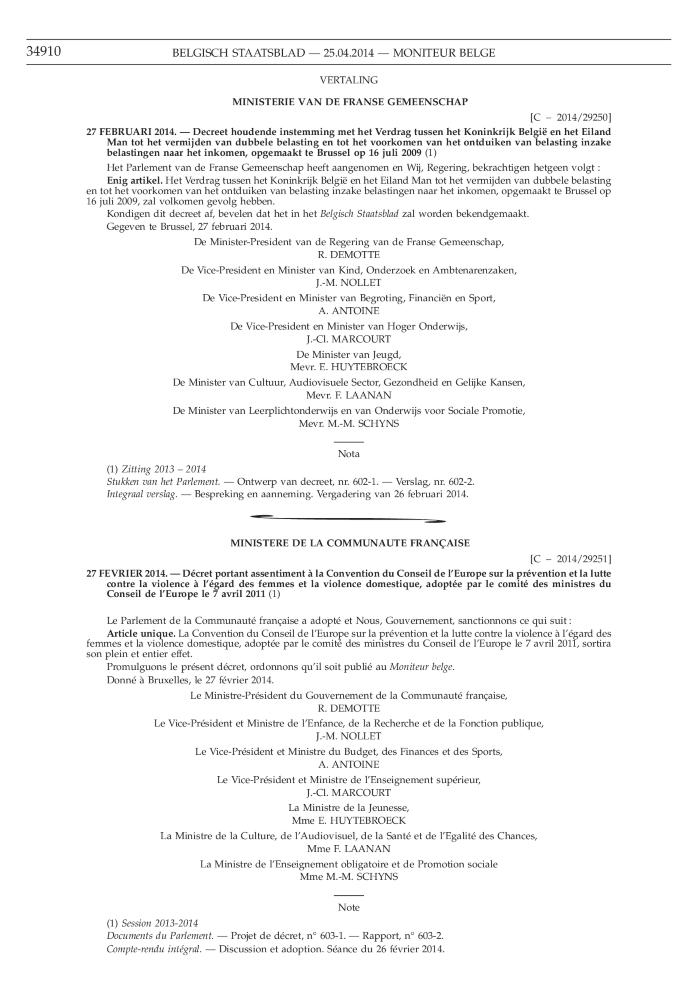 34910
BELGISCH STAATSBLAD — 25.04.2014 — MONITEUR BELGE
VERTALING
MINISTERIE VAN DE FRANSE GEMEENSCHAP
[C – 2014/29250]
27 FEBRUARI 2014. — Decreet houdende instemming met het Verdrag tussen het Koninkrijk België en het Eiland
Man tot het vermijden van dubbele belasting en tot het voorkomen van het ontduiken van belasting inzake
belastingen naar het inkomen, opgemaakt te Brussel op 16 juli 2009 (1)
Het Parlement van de Franse Gemeenschap heeft aangenomen en Wij, Regering, bekrachtigen hetgeen volgt :
Enig artikel. Het Verdrag tussen het Koninkrijk België en het Eiland Man tot het vermijden van dubbele belasting
en tot het voorkomen van het ontduiken van belasting inzake belastingen naar het inkomen, opgemaakt te Brussel op
16 juli 2009, zal volkomen gevolg hebben.
Kondigen dit decreet af, bevelen dat het in het Belgisch Staatsblad zal worden bekendgemaakt.
Gegeven te Brussel, 27 februari 2014.
De Minister-President van de Regering van de Franse Gemeenschap,
R. DEMOTTE
De Vice-President en Minister van Kind, Onderzoek en Ambtenarenzaken,
J.-M. NOLLET
De Vice-President en Minister van Begroting, Financiën en Sport,
A. ANTOINE
De Vice-President en Minister van Hoger Onderwijs,
J.-Cl. MARCOURT
De Minister van Jeugd,
Mevr. E. HUYTEBROECK
De Minister van Cultuur, Audiovisuele Sector, Gezondheid en Gelijke Kansen,
Mevr. F. LAANAN
De Minister van Leerplichtonderwijs en van Onderwijs voor Sociale Promotie,
Mevr. M.-M. SCHYNS
Nota
(1) Zitting 2013 – 2014
Stukken van het Parlement. — Ontwerp van decreet, nr. 602-1. — Verslag, nr. 602-2.
Integraal verslag. — Bespreking en aanneming. Vergadering van 26 februari 2014.
MINISTERE DE LA COMMUNAUTE FRANÇAISE
[C – 2014/29251]
27 FEVRIER 2014. — Décret portant assentiment à la Convention du Conseil de l'Europe sur la prévention et la lutte
contre la violence à l'égard des femmes et la violence domestique, adoptée par le comité des ministres du
Conseil de l'Europe le 7 avril 2011 (1)
Le Parlement de la Communauté française a adopté et Nous, Gouvernement, sanctionnons ce qui suit :
Article unique. La Convention du Conseil de l'Europe sur la prévention et la lutte contre la violence à l'égard des
femmes et la violence domestique, adoptée par le comité des ministres du Conseil de l'Europe le 7 avril 2011, sortira
son plein et entier effet.
Promulguons le présent décret, ordonnons qu'il soit publié au Moniteur belge.
Donné à Bruxelles, le 27 février 2014.
Le Ministre-Président du Gouvernement de la Communauté française,
R. DEMOTTE
Le Vice-Président et Ministre de l'Enfance, de la Recherche et de la Fonction publique,
J.-M. NOLLET
Le Vice-Président et Ministre du Budget, des Finances et des Sports,
A. ANTOINE
Le Vice-Président et Ministre de l'Enseignement supérieur,
J.-Cl. MARCOURT
La Ministre de la Jeunesse,
Mme E. HUYTEBROECK
La Ministre de la Culture, de l'Audiovisuel, de la Santé et de l'Egalité des Chances,
Mme F. LAANAN
La Ministre de l'Enseignement obligatoire et de Promotion sociale
Mme M.-M. SCHYNS
Note
(1) Session 2013-2014
Documents du Parlement. — Projet de décret, n° 603-1. — Rapport, n° 603-2.
Compte-rendu intégral. — Discussion et adoption. Séance du 26 février 2014.